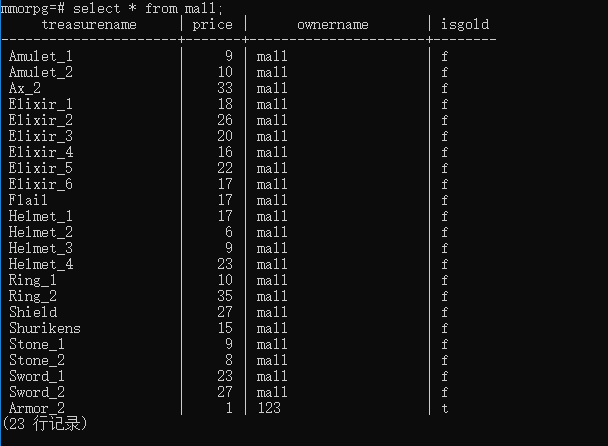 mmorpg=# select * from mall;
     treasurename     | price |      ownername       | isgold
----------------------+-------+----------------------+--------
 Amulet_1             |     9 | mall                 | f
 Amulet_2             |    10 | mall                 | f
 Ax_2                 |    33 | mall                 | f
 Elixir_1             |    18 | mall                 | f
 Elixir_2             |    26 | mall                 | f
 Elixir_3             |    20 | mall                 | f
 Elixir_4             |    16 | mall                 | f
 Elixir_5             |    22 | mall                 | f
 Elixir_6             |    17 | mall                 | f
 Flail                |    17 | mall                 | f
 Helmet_1             |    17 | mall                 | f
 Helmet_2             |     6 | mall                 | f
 Helmet_3             |     9 | mall                 | f
 Helmet_4             |    23 | mall                 | f
 Ring_1               |    10 | mall                 | f
 Ring_2               |    35 | mall                 | f
 Shield               |    27 | mall                 | f
 Shurikens            |    15 | mall                 | f
 Stone_1              |     9 | mall                 | f
 Stone_2              |     8 | mall                 | f
 Sword_1              |    23 | mall                 | f
 Sword_2              |    27 | mall                 | f
 Armor_2              |     1 | 123                  | t
(23 行记录)